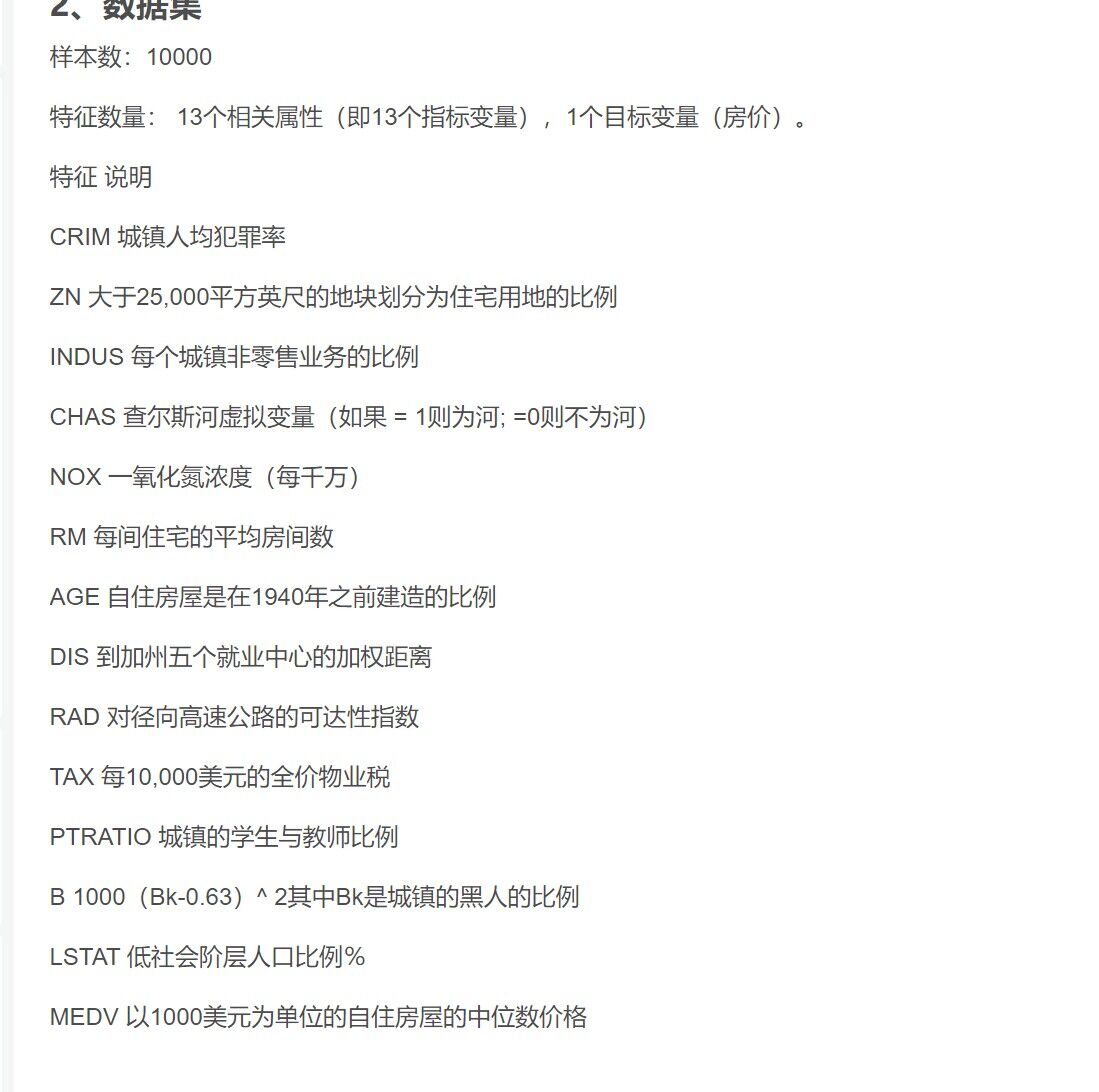 2、数据集
样本数：10000
特征数量： 13个相关属性（即13个指标变量），1个目标变量（房价）。
特征 说明
CRIM 城镇人均犯罪率
ZN 大于25,000平方英尺的地块划分为住宅用地的比例
INDUS 每个城镇非零售业务的比例
CHAS 查尔斯河虚拟变量（如果 = 1则为河; =0则不为河）
NOX 一氧化氮浓度（每千万）
RM 每间住宅的平均房间数
AGE 自住房屋是在1940年之前建造的比例
DIS 到加州五个就业中心的加权距离
RAD 对径向高速公路的可达性指数
TAX 每10,000美元的全价物业税
PTRATIO 城镇的学生与教师比例
B 1000（Bk-0.63）^ 2其中Bk是城镇的黑人的比例
LSTAT 低社会阶层人口比例％
MEDV 以1000美元为单位的自住房屋的中位数价格